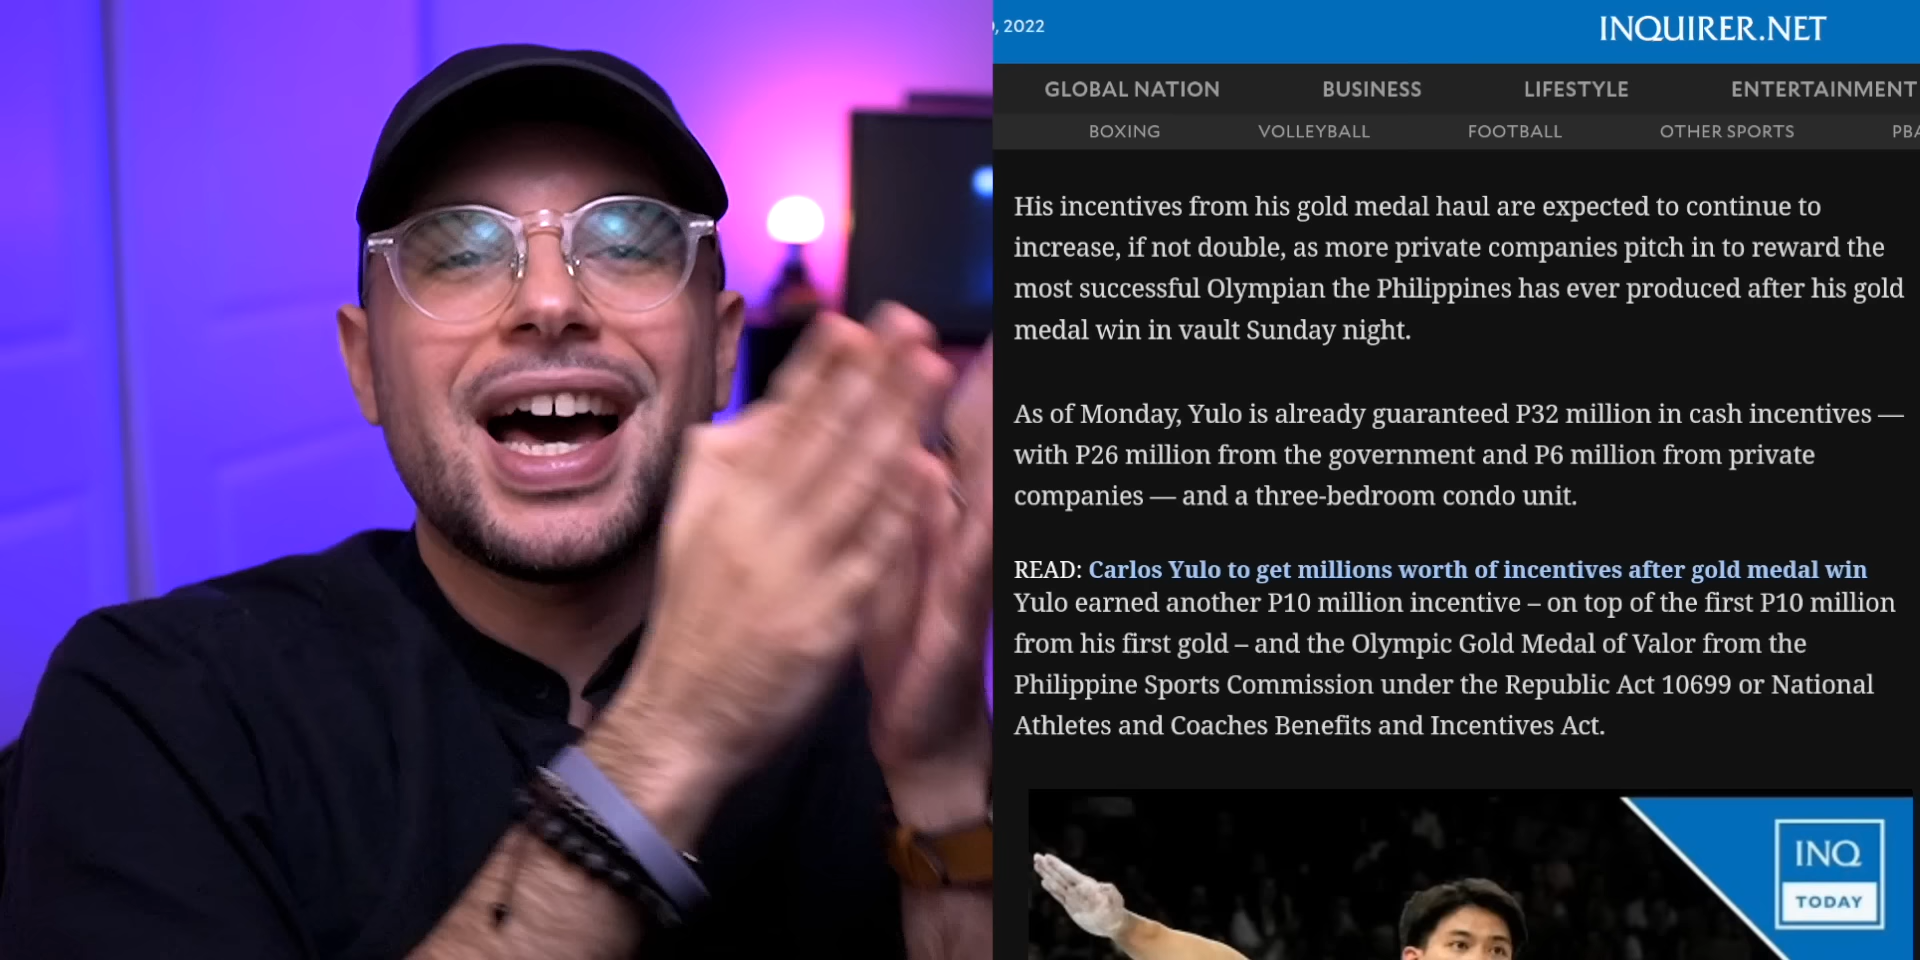 , 2022
INQUIRER.NET
GLOBAL NATION BUSINESS LIFESTYLE ENTERTAINMENT
BOXING VOLLEYBALL FOOTBALL OTHER SPORTS PBA
His incentives from his gold medal haul are expected to continue to
increase, if not double, as more private companies pitch in to reward the
most successful Olympian the Philippines has ever produced after his gold
medal win in vault Sunday night.
As of Monday, Yulo is already guaranteed P32 million in cash incentives —
with P26 million from the government and P6 million from private
companies — and a three-bedroom condo unit.
READ: Carlos Yulo to get millions worth of incentives after gold medal win
Yulo earned another P10 million incentive – on top of the first P10 million
from his first gold – and the Olympic Gold Medal of Valor from the
Philippine Sports Commission under the Republic Act 10699 or National
Athletes and Coaches Benefits and Incentives Act.
INQ
TODAY